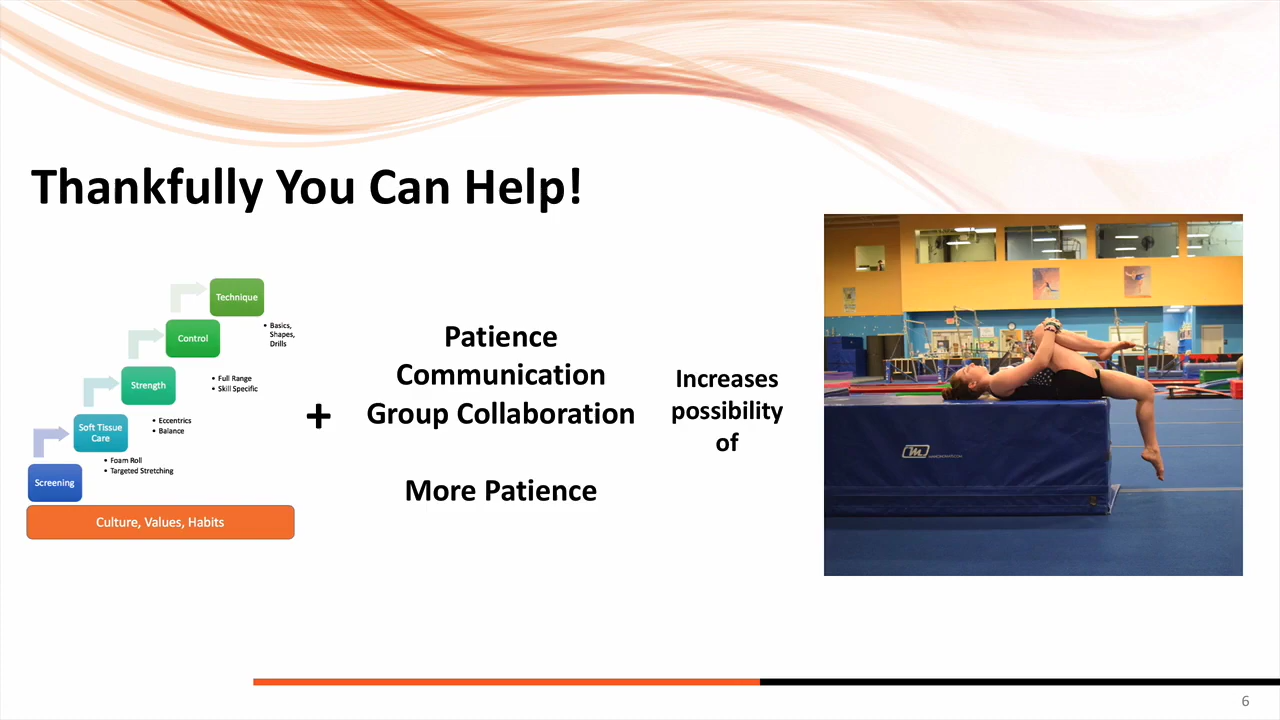 Thankfully You Can Help!
Technique
• Basics,
Shapes,
Drills
Control
• Full Range
• Skill Specific
Strength
• Eccentrics
• Balance
Soft Tissue
Care
• Foam Roll
• Targeted Stretching
Screening
Culture, Values, Habits
+
Patience
Communication
Group Collaboration
More Patience
Increases
possibility
of
6